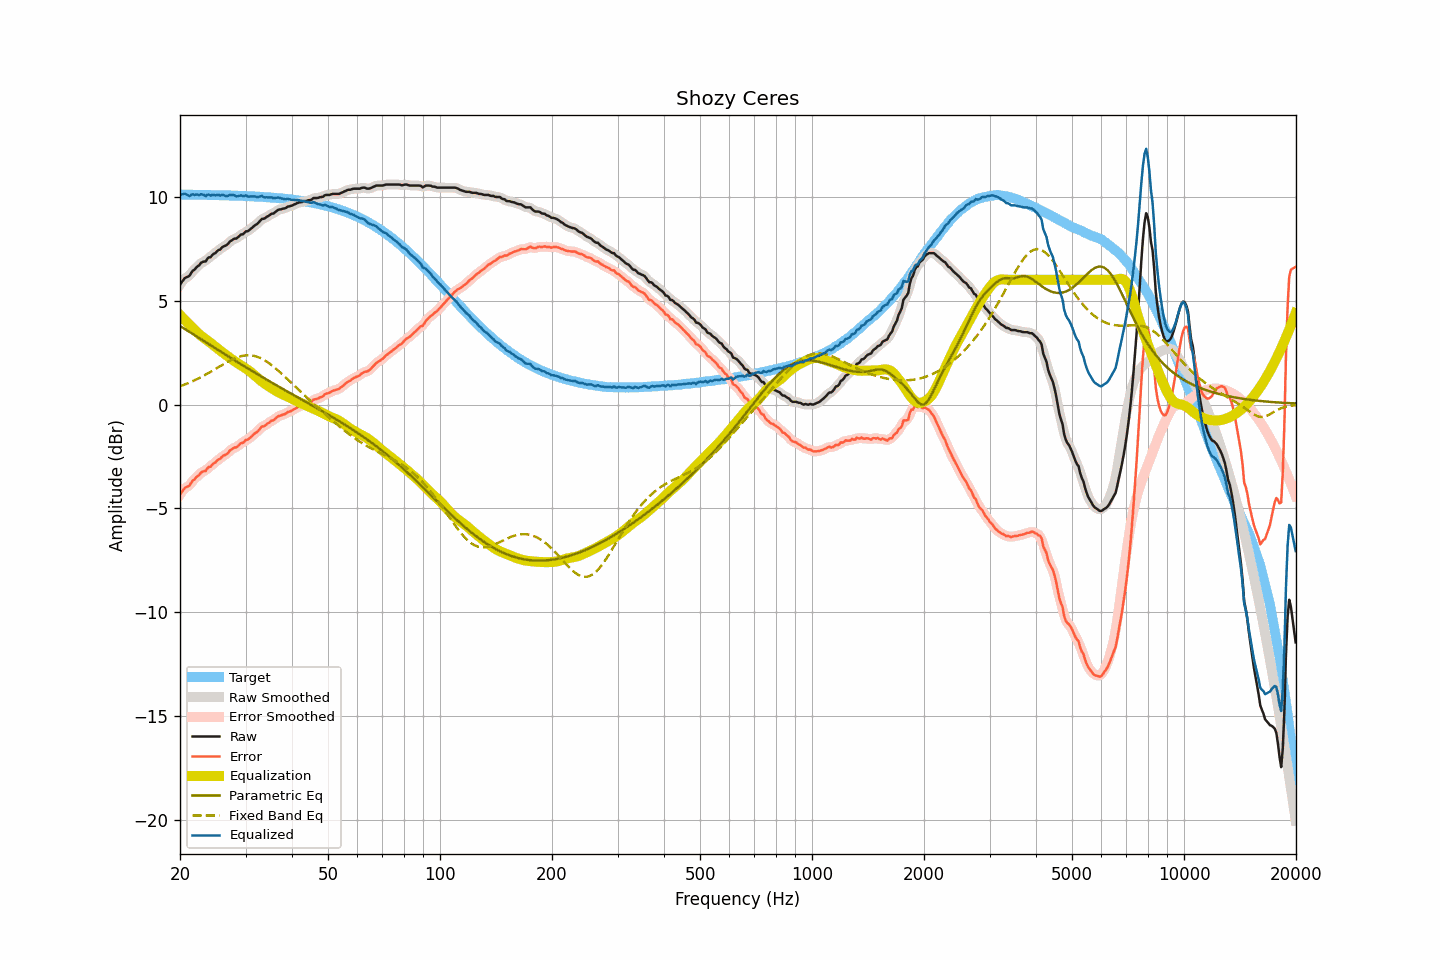 Shozy Ceres
Amplitude (dBr)
10
5
0
−5
−10
−15
−20
Target
Raw Smoothed
Error Smoothed
Raw
Error
Equalization
Parametric Eq
Fixed Band Eq
Equalized
20 50 100 200 500 1000 2000 5000 10000 20000
Frequency (Hz)